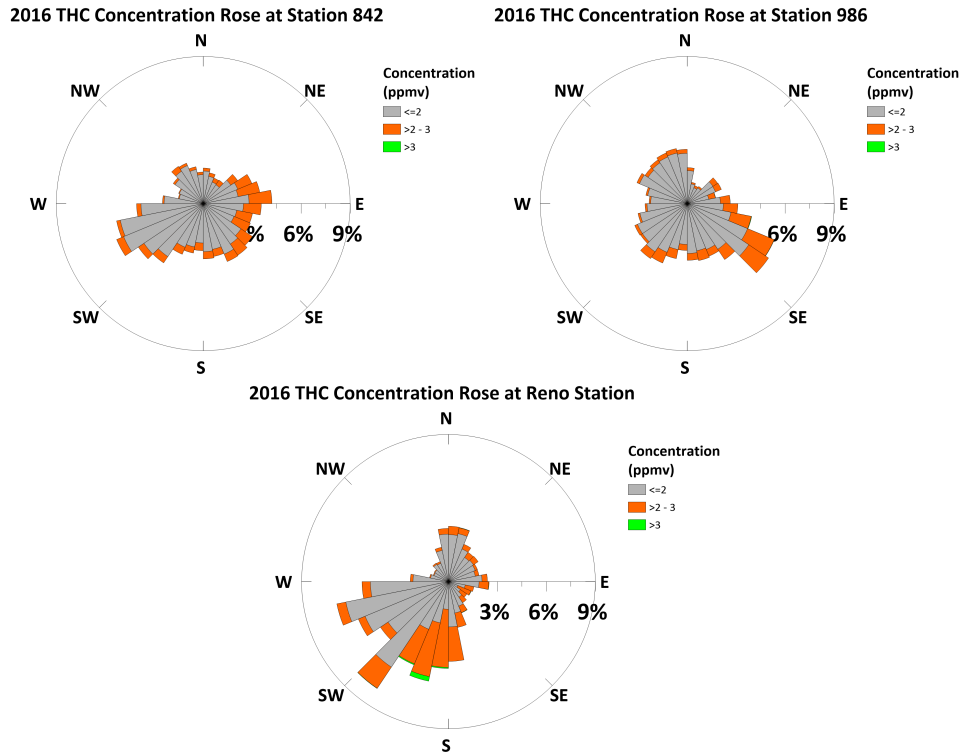 2016 THC Concentration Rose at Station 842
N
NW
NE
W
E
%
6%
9%
SW
SE
S
Concentration
(ppmv)
<=2
>2 - 3
>3
2016 THC Concentration Rose at Station 986
N
NW
NE
W
E
6%
9%
SW
SE
S
Concentration
(ppmv)
<=2
>2 - 3
>3
2016 THC Concentration Rose at Reno Station
N
NW
NE
W
E
3%
6%
9%
SW
SE
S
Concentration
(ppmv)
<=2
>2 - 3
>3